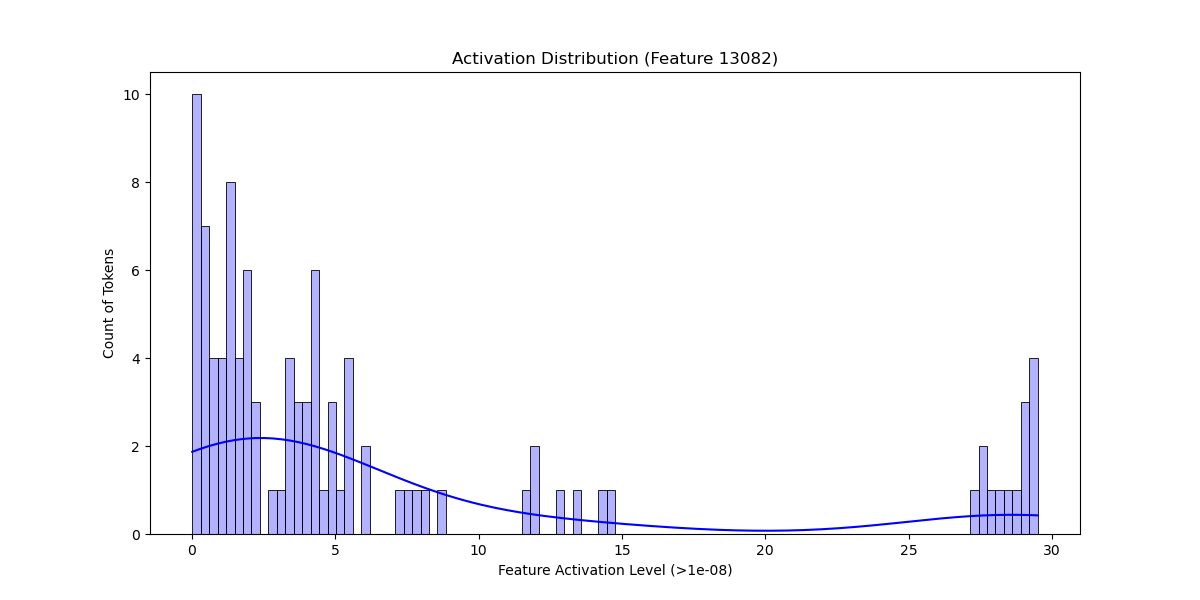 Activation Distribution (Feature 13082)
Count of Tokens
10
8
6
4
2
0
0 5 10 15 20 25 30
Feature Activation Level (>1e-08)